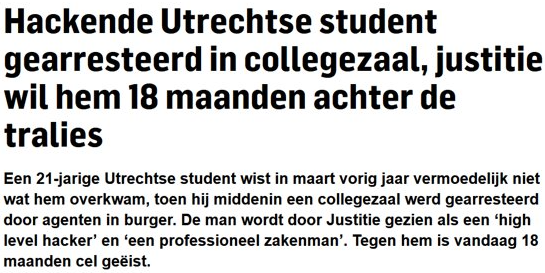 Hackende Utrechtse student
gearresteerd in collegezaal, justitie
wil hem 18 maanden achter de
tralies
Een 21-jarige Utrechtse student wist in maart vorig jaar vermoedelijk niet
wat hem overkwam, toen hij middenin een collegezaal werd gearresteerd
door agenten in burger. De man wordt door Justitie gezien als een ‘high
level hacker’ en ‘een professioneel zakenman’. Tegen hem is vandaag 18
maanden cel geëist.